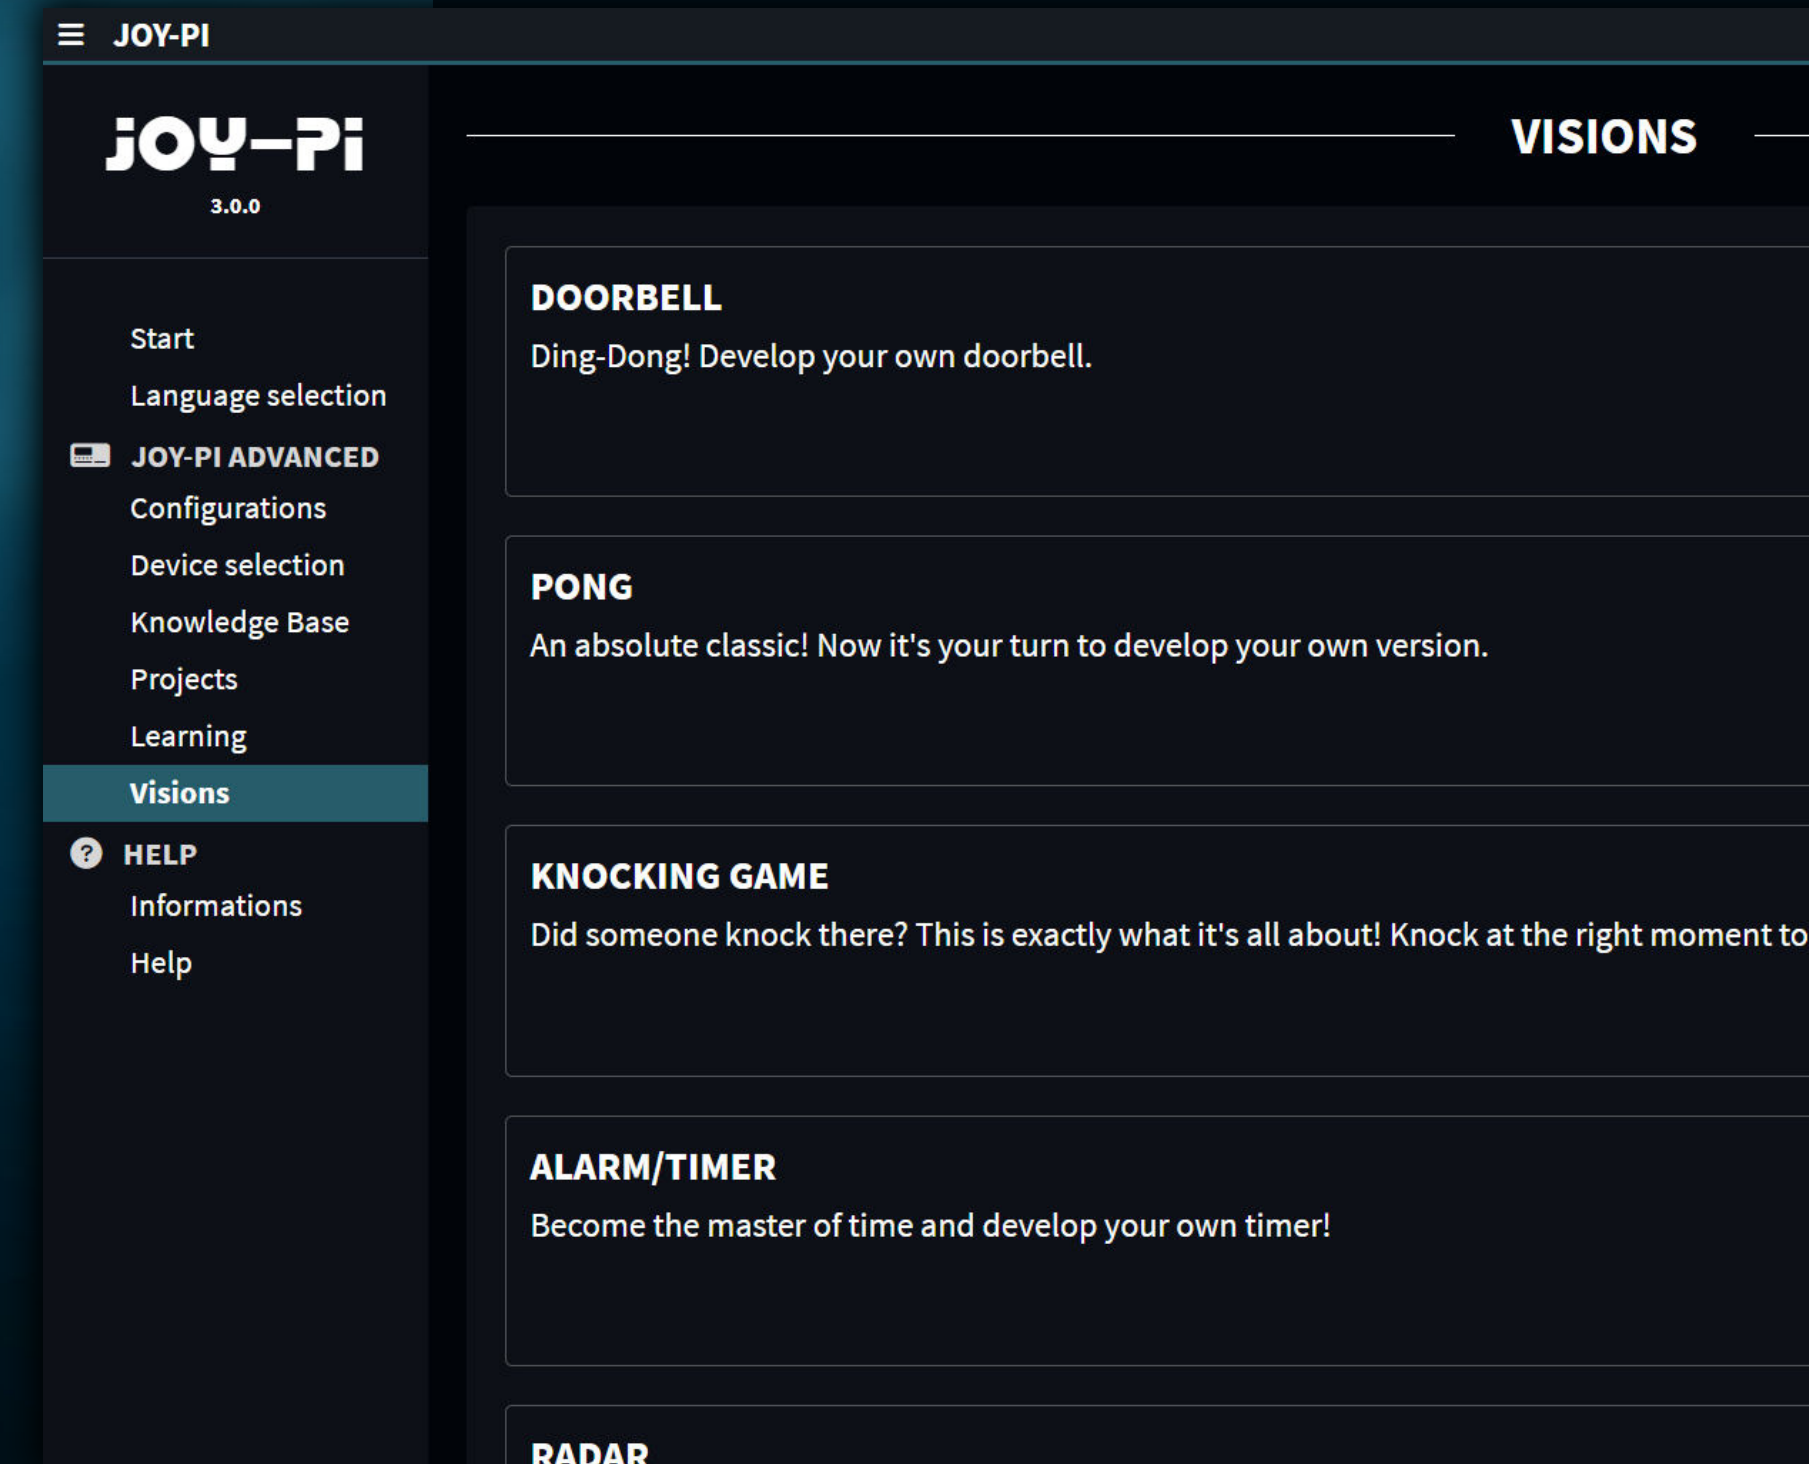 JOY-PI
JOY-Pi
3.0.0
Start
Language selection
JOY-PI ADVANCED
Configurations
Device selection
Knowledge Base
Projects
Learning
Visions
HELP
Informations
Help
VISIONS
DOORBELL
Ding-Dong! Develop your own doorbell.
PONG
An absolute classic! Now it's your turn to develop your own version.
KNOCKING GAME
Did someone knock there? This is exactly what it's all about! Knock at the right moment to
ALARM/TIMER
Become the master of time and develop your own timer!
RADAR